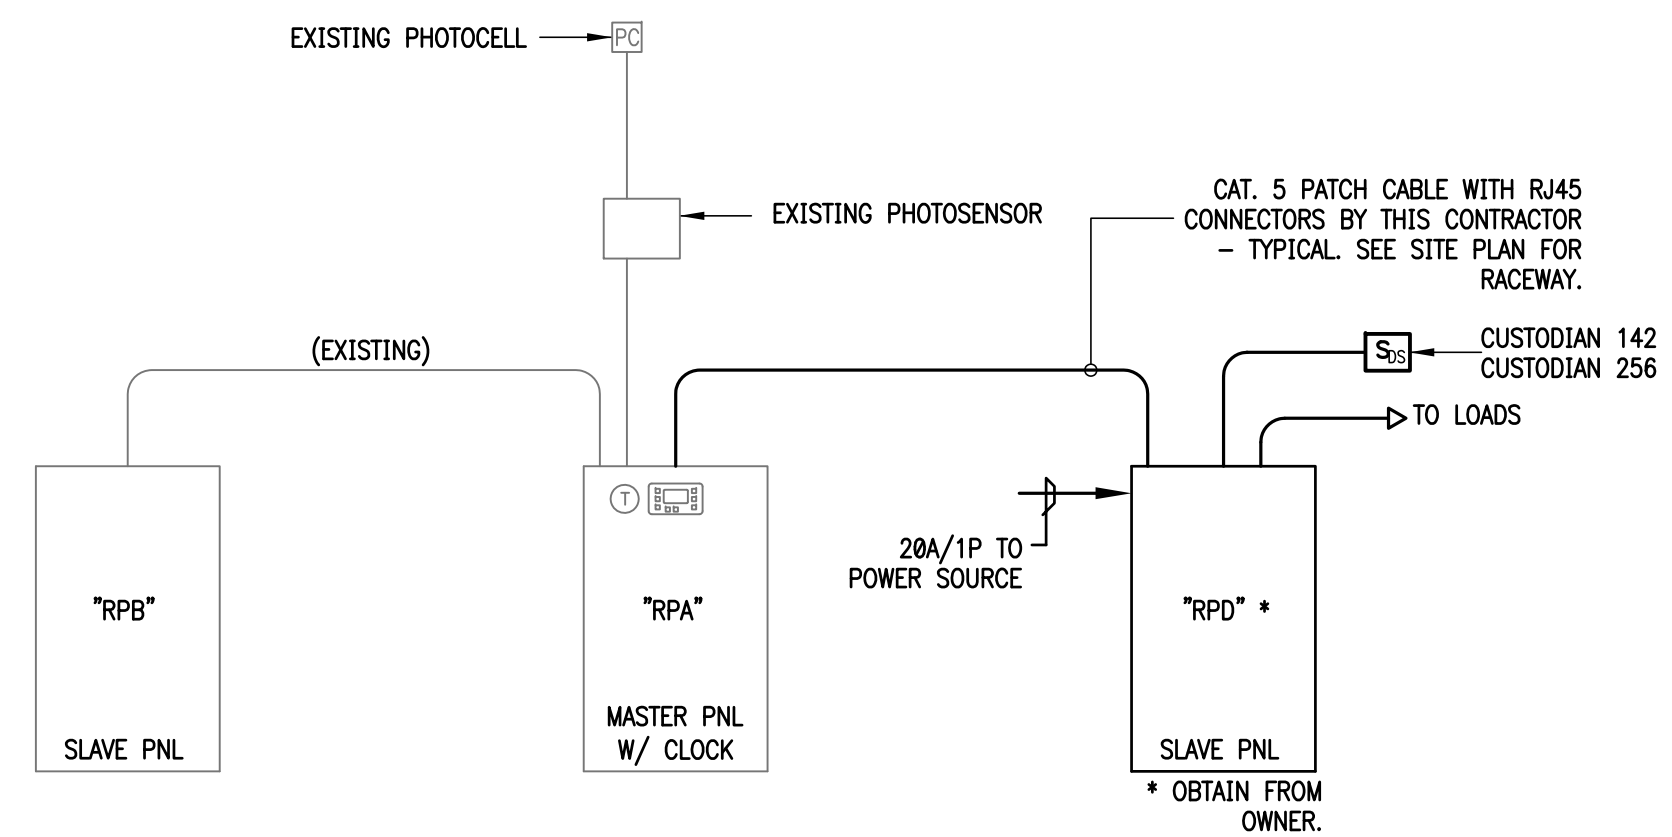 EXISTING PHOTOCELL
PC
EXISTING PHOTOSENSOR
CAT. 5 PATCH CABLE WITH RJ45
CONNECTORS BY THIS CONTRACTOR
- TYPICAL. SEE SITE PLAN FOR
RACEWAY.
(EXISTING)
SDS
CUSTODIAN 142
CUSTODIAN 256
TO LOADS
T
20A/1P TO
POWER SOURCE
"RPB"
"RPA"
"RPD" *
MASTER PNL
W/ CLOCK
SLAVE PNL
SLAVE PNL
* OBTAIN FROM
OWNER.